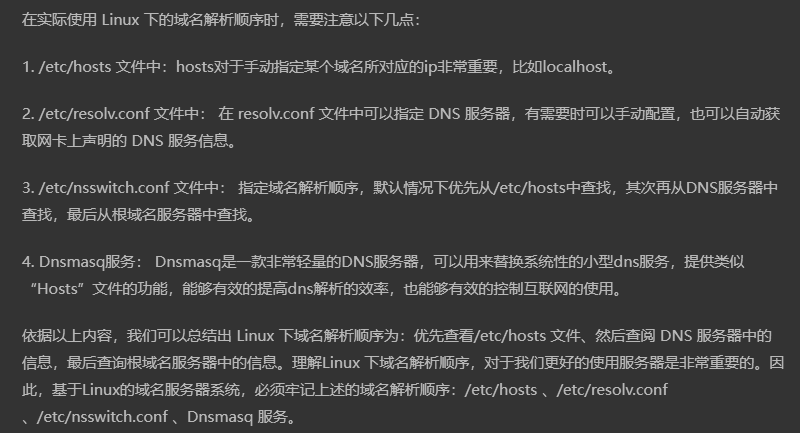 在实际使用 Linux 下的域名解析顺序时，需要注意以下几点：
1. /etc/hosts 文件中：hosts对于手动指定某个域名所对应的ip非常重要，比如localhost。
2. /etc/resolv.conf 文件中： 在 resolv.conf 文件中可以指定 DNS 服务器，有需要时可以手动配置，也可以自动获
取网卡上声明的 DNS 服务信息。
3. /etc/nsswitch.conf 文件中： 指定域名解析顺序，默认情况下优先从/etc/hosts中查找，其次再从DNS服务器中
查找，最后从根域名服务器中查找。
4. Dnsmasq服务： Dnsmasq是一款非常轻量的DNS服务器，可以用来替换系统性的小型dns服务，提供类似
“Hosts”文件的功能，能够有效的提高dns解析的效率，也能够有效的控制互联网的使用。
依据以上内容，我们可以总结出 Linux 下域名解析顺序为：优先查看/etc/hosts 文件、然后查阅 DNS 服务器中的
信息，最后查询根域名服务器中的信息。理解Linux 下域名解析顺序，对于我们更好的使用服务器是非常重要的。因
此，基于Linux的域名服务器系统，必须牢记上述的域名解析顺序：/etc/hosts 、/etc/resolv.conf
、/etc/nsswitch.conf 、Dnsmasq 服务。